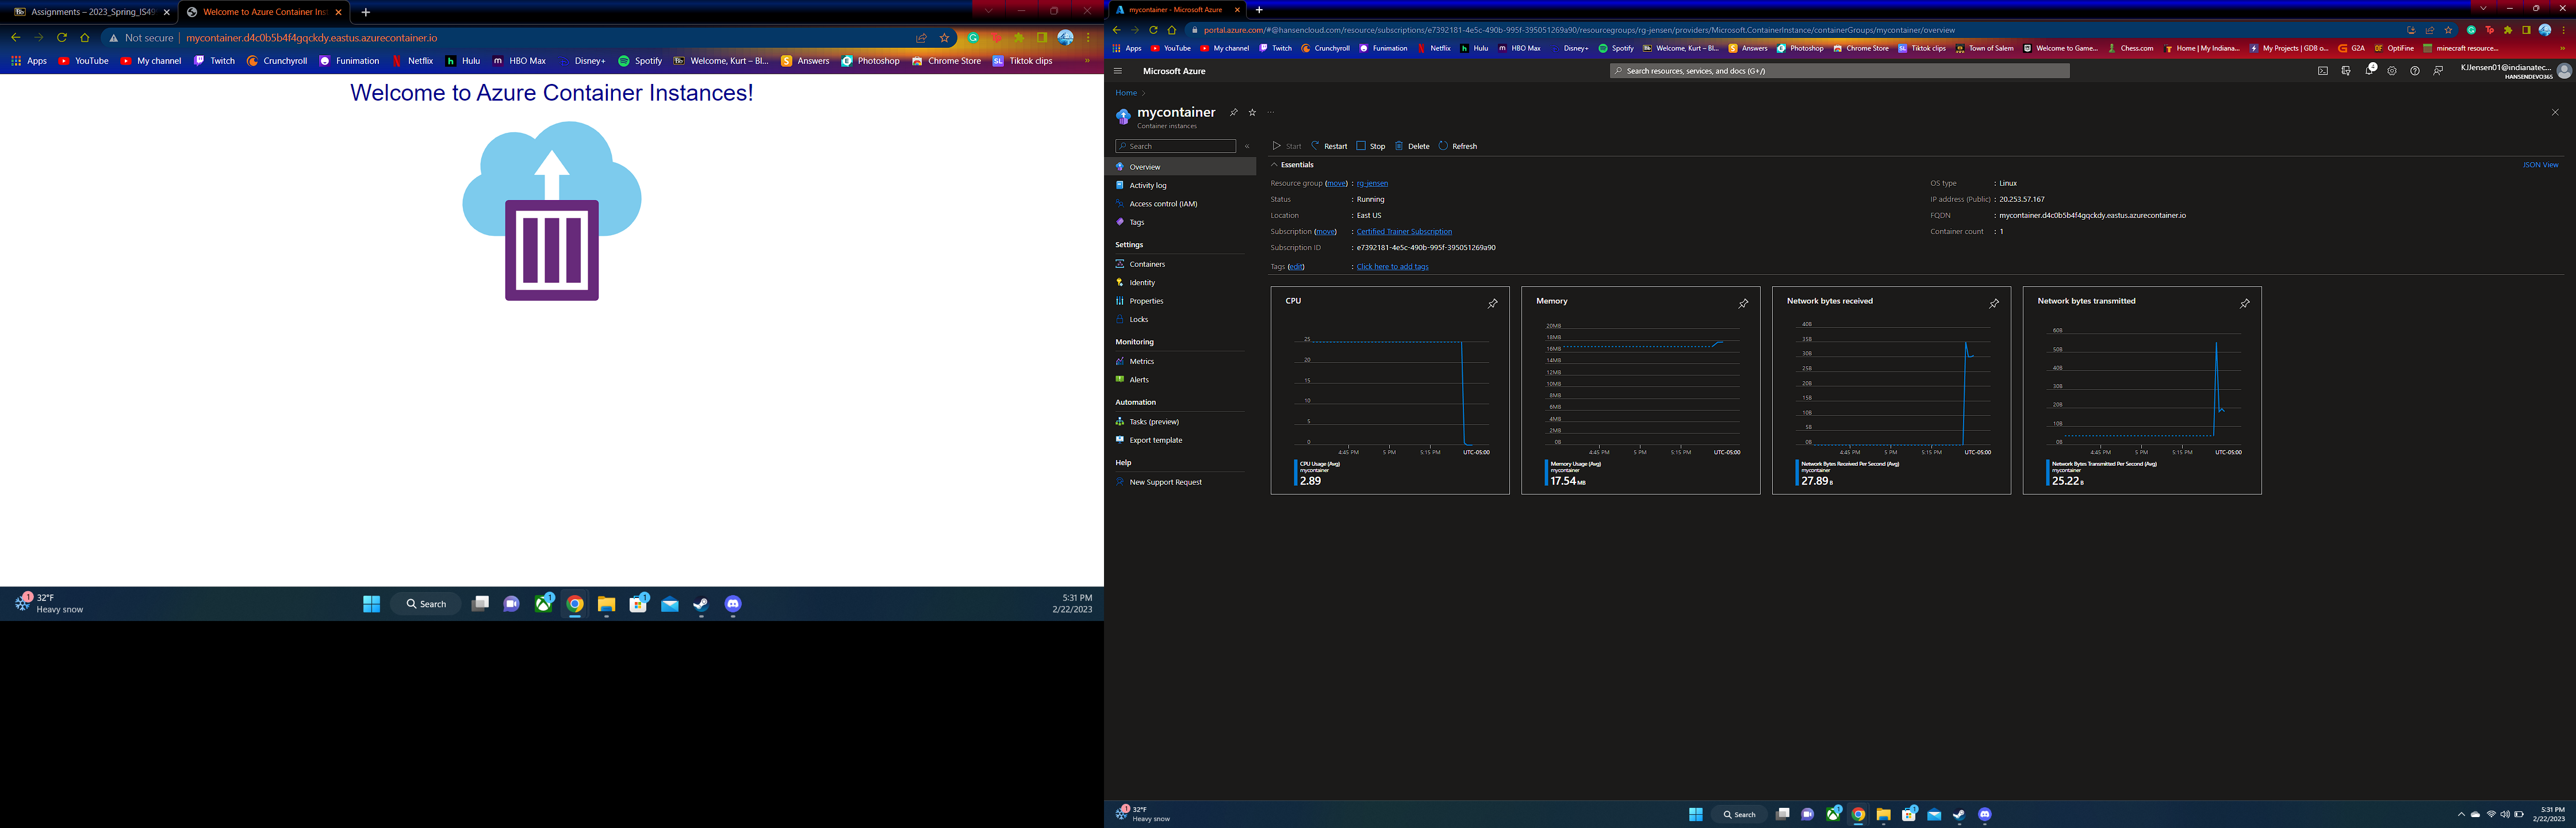 Assignments – 2023_Spring_IS49
Welcome to Azure Container Inst
Not secure | mycontainer.d4c0b5b4f4gqckdy.eastus.azurecontainer.io
Apps YouTube My channel Twitch Crunchyroll Funimation Netflix Hulu HBO Max Disney+ Spotify Welcome, Kurt – Bl... Answers Photoshop Chrome Store Tiktok clips »
Welcome to Azure Container Instances!
1
32°F
Heavy snow
Search
1
1
5:31 PM
2/22/2023
mycontainer - Microsoft Azure
portal.azure.com/#@hansencloud.com/resource/subscriptions/e7392181-4e5c-490b-995f-395051269a90/resourcegroups/rg-jensen/providers/Microsoft.ContainerInstance/containerGroups/mycontainer/overview
Apps YouTube My channel Twitch Crunchyroll Funimation Netflix Hulu HBO Max Disney+ Spotify Welcome, Kurt – Bl... Answers Photoshop Chrome Store Tiktok clips Town of Salem Welcome to Game... Chess.com Home | My Indiana... My Projects | GDB o... G2A OptiFine minecraft resource... »
Microsoft Azure
Search resources, services, and docs (G+/)
4
KJJensen01@indianatec...
HANSENDEVO365
Home >
mycontainer
Container instances
Search
«
Overview
Activity log
Access control (IAM)
Tags
Settings
Containers
Identity
Properties
Locks
Monitoring
Metrics
Alerts
Automation
Tasks (preview)
Export template
Help
New Support Request
Start Restart Stop Delete Refresh
Essentials
JSON View
Resource group (move) : rg-jensen
Status : Running
Location : East US
Subscription (move) : Certified Trainer Subscription
Subscription ID : e7392181-4e5c-490b-995f-395051269a90
Tags (edit) : Click here to add tags
OS type : Linux
IP address (Public) : 20.253.57.167
FQDN : mycontainer.d4c0b5b4f4gqckdy.eastus.azurecontainer.io
Container count : 1
CPU
25
20
15
10
5
0
4:45 PM 5 PM 5:15 PM UTC-05:00
CPU Usage (Avg)
mycontainer
2.89
Memory
20MB
18MB
16MB
14MB
12MB
10MB
8MB
6MB
4MB
2MB
0B
4:45 PM 5 PM 5:15 PM UTC-05:00
Memory Usage (Avg)
mycontainer
17.54 MB
Network bytes received
40B
35B
30B
25B
20B
15B
10B
5B
0B
4:45 PM 5 PM 5:15 PM UTC-05:00
Network Bytes Received Per Second (Avg)
mycontainer
27.89 B
Network bytes transmitted
60B
50B
40B
30B
20B
10B
0B
4:45 PM 5 PM 5:15 PM UTC-05:00
Network Bytes Transmitted Per Second (Avg)
mycontainer
25.22 B
1
32°F
Heavy snow
Search
1
1
5:31 PM
2/22/2023